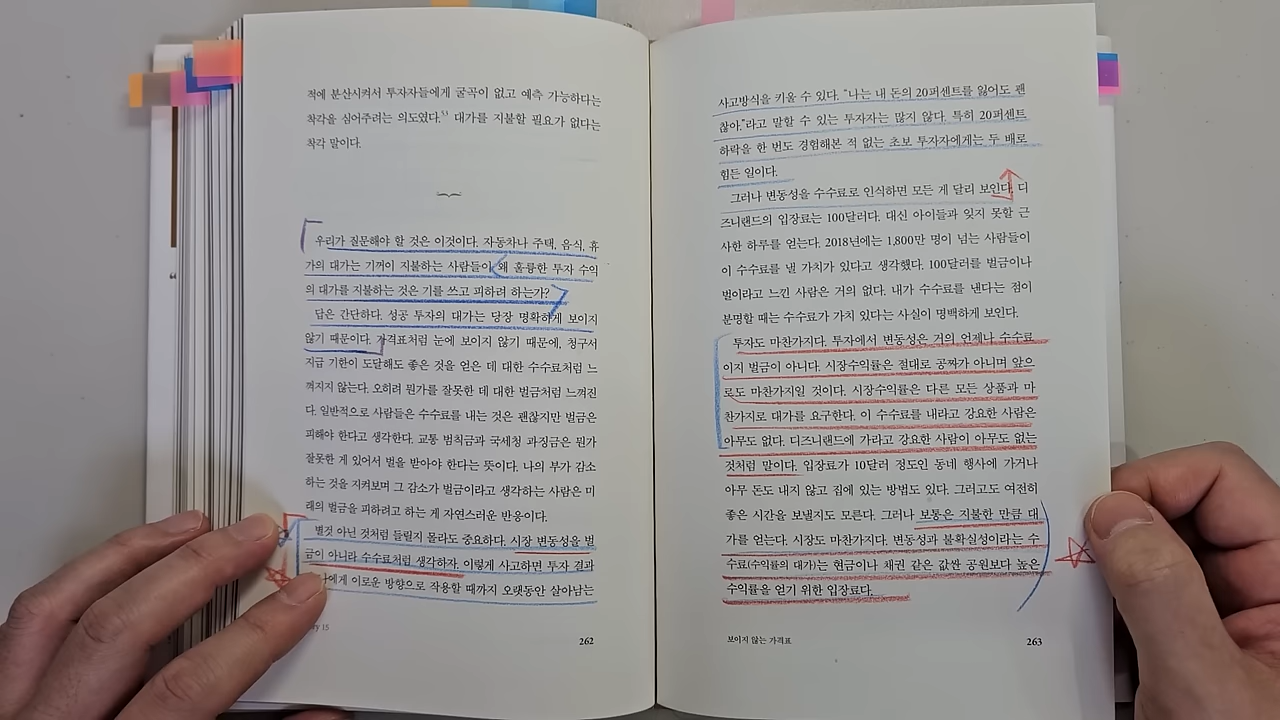 적에 분산시켜서 투자자들에게 굴곡이 없고 예측 가능하다는
착각을 심어주려는 의도였다.⁵¹ 대가를 지불할 필요가 없다는
착각 말이다.
우리가 질문해야 할 것은 이것이다. 자동차나 주택, 음식, 휴
가의 대가는 기꺼이 지불하는 사람들이 왜 훌륭한 투자 수익
의 대가를 지불하는 것은 기를 쓰고 피하려 하는가?
답은 간단하다. 성공 투자의 대가는 당장 명확하게 보이지
않기 때문이다. 가격표처럼 눈에 보이지 않기 때문에, 청구서
지급 기한이 도달해도 좋은 것을 얻은 데 대한 수수료처럼 느
껴지지 않는다. 오히려 뭔가를 잘못한 데 대한 벌금처럼 느껴진
다. 일반적으로 사람들은 수수료를 내는 것은 괜찮지만 벌금은
피해야 한다고 생각한다. 교통 범칙금과 국세청 과징금은 뭔가
잘못한 게 있어서 벌을 받아야 한다는 뜻이다. 나의 부가 감소
하는 것을 지켜보며 그 감소가 벌금이라고 생각하는 사람은 미
래의 벌금을 피하려고 하는 게 자연스러운 반응이다.
별것 아닌 것처럼 들릴지 몰라도 중요하다. 시장 변동성을 벌
금이 아니라 수수료처럼 생각하자. 이렇게 사고하면 투자 결과
나에게 이로운 방향으로 작용할 때까지 오랫동안 살아남는
15
262
사고방식을 키울 수 있다. “나는 내 돈의 20퍼센트를 잃어도 괜
찮아.”라고 말할 수 있는 투자자는 많지 않다. 특히 20퍼센트
하락을 한 번도 경험해본 적 없는 초보 투자자에게는 두 배로
힘든 일이다.
그러나 변동성을 수수료로 인식하면 모든 게 달리 보인다. 디
즈니랜드의 입장료는 100달러다. 대신 아이들과 잊지 못할 근
사한 하루를 얻는다. 2018년에는 1,800만 명이 넘는 사람들이
이 수수료를 낼 가치가 있다고 생각했다. 100달러를 벌금이나
벌이라고 느낀 사람은 거의 없다. 내가 수수료를 낸다는 점이
분명할 때는 수수료가 가치 있다는 사실이 명백하게 보인다.
투자도 마찬가지다. 투자에서 변동성은 거의 언제나 수수료
이지 벌금이 아니다. 시장수익률은 절대로 공짜가 아니며 앞으
로도 마찬가지일 것이다. 시장수익률은 다른 모든 상품과 마
찬가지로 대가를 요구한다. 이 수수료를 내라고 강요한 사람은
아무도 없다. 디즈니랜드에 가라고 강요한 사람이 아무도 없는
것처럼 말이다. 입장료가 10달러 정도인 동네 행사에 가거나
아무 돈도 내지 않고 집에 있는 방법도 있다. 그러고도 여전히
좋은 시간을 보낼지도 모른다. 그러나 보통은 지불한 만큼 대
가를 얻는다. 시장도 마찬가지다. 변동성과 불확실성이라는 수
수료(수익률의 대가)는 현금이나 채권 같은 값싼 공원보다 높은
수익률을 얻기 위한 입장료다.
보이지 않는 가격표
263